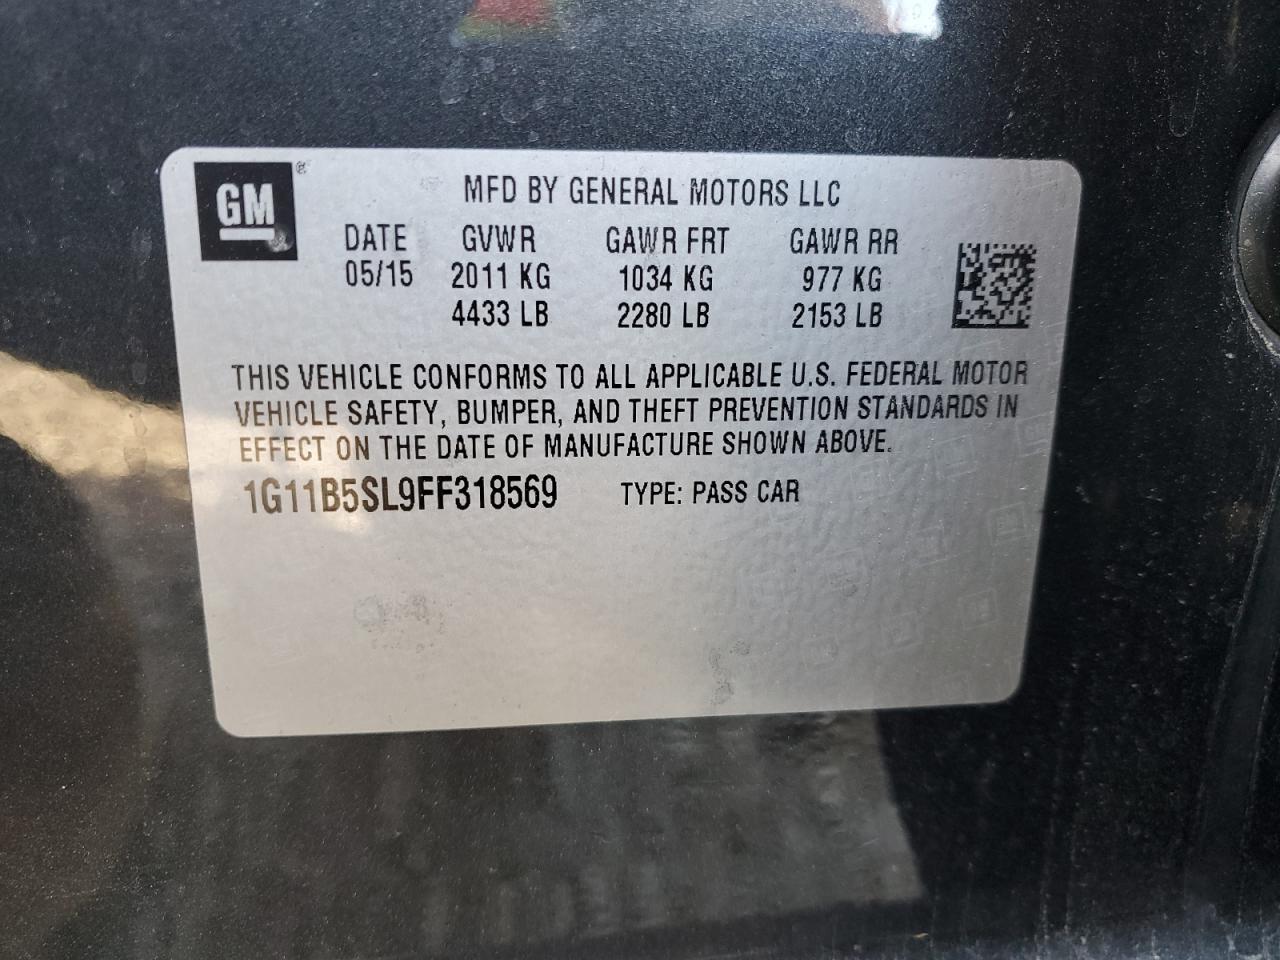 GM ®
MFD BY GENERAL MOTORS LLC
DATE GVWR GAWR FRT GAWR RR
05/15 2011 KG 1034 KG 977 KG
4433 LB 2280 LB 2153 LB
THIS VEHICLE CONFORMS TO ALL APPLICABLE U.S. FEDERAL MOTOR
VEHICLE SAFETY, BUMPER, AND THEFT PREVENTION STANDARDS IN
EFFECT ON THE DATE OF MANUFACTURE SHOWN ABOVE.
1G11B5SL9FF318569 TYPE: PASS CAR